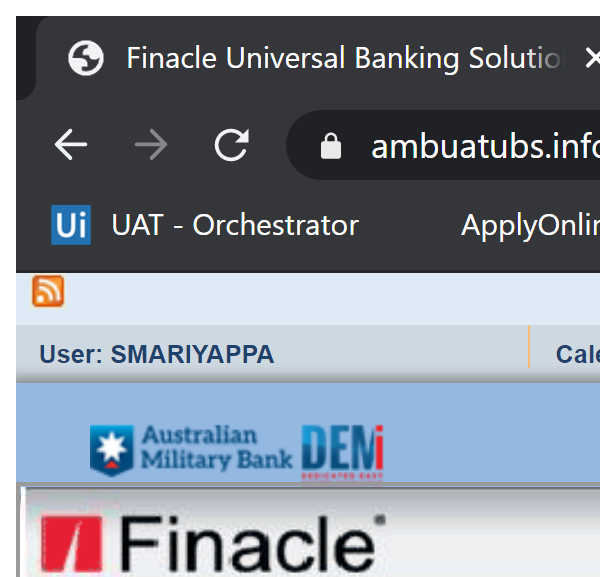 Finacle Universal Banking Solutio
ambuatubs.info
Ui UAT - Orchestrator ApplyOnlin
User: SMARIYAPPA Cale
Australian
Military Bank
DEMi
DEDICATED EASY
Finacle